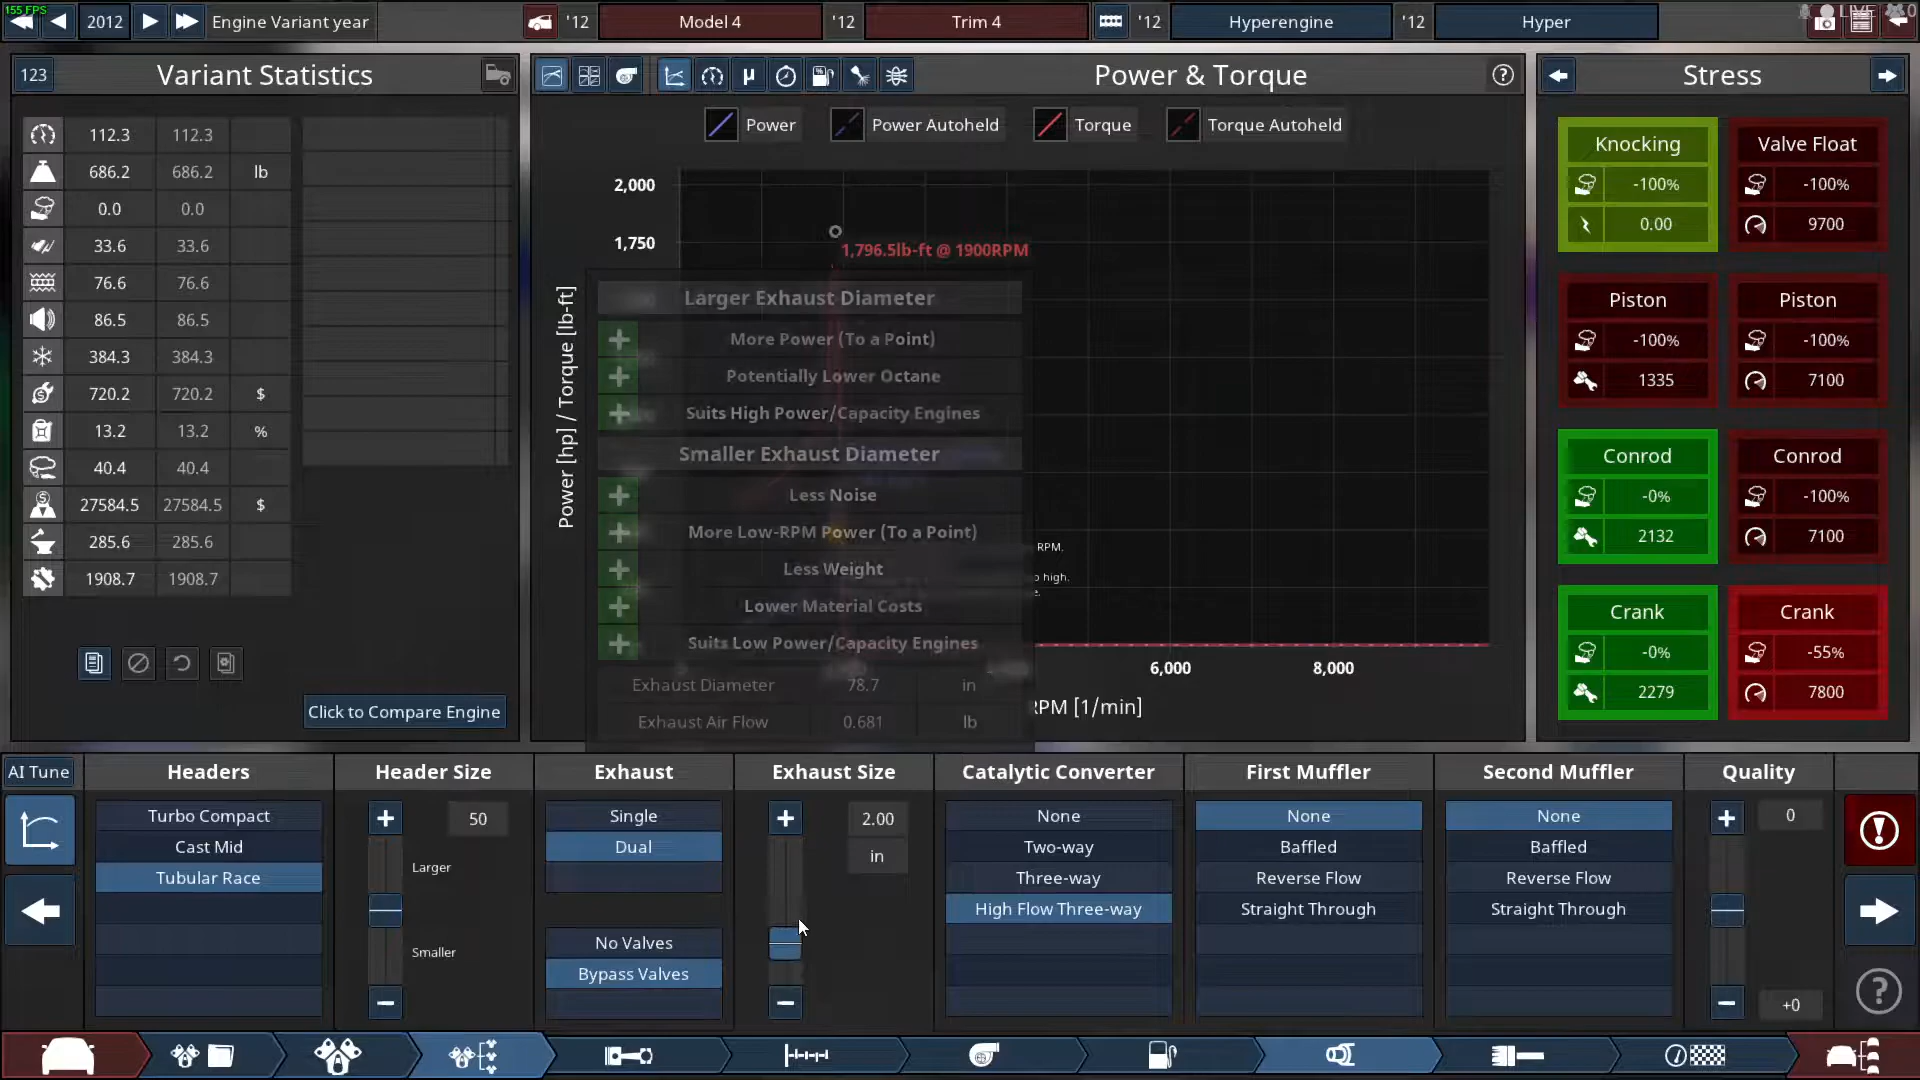 155 FPS
2012
Engine Variant year
'12
Model 4
'12
Trim 4
'12
Hyperengine
'12
Hyper
LIVE
0
123
Variant Statistics
Power & Torque
Stress
Power
Power Autoheld
Torque
Torque Autoheld
112.3 112.3
686.2 686.2 lb
0.0 0.0
33.6 33.6
76.6 76.6
86.5 86.5
384.3 384.3
720.2 720.2 $
13.2 13.2 %
40.4 40.4
27584.5 27584.5 $
285.6 285.6
1908.7 1908.7
Click to Compare Engine
2,000
1,750
Power [hp] / Torque [lb-ft]
1,796.5lb-ft @ 1900RPM
Larger Exhaust Diameter
More Power (To a Point)
Potentially Lower Octane
Suits High Power/Capacity Engines
Smaller Exhaust Diameter
Less Noise
More Low-RPM Power (To a Point)
Less Weight
Lower Material Costs
Suits Low Power/Capacity Engines
Exhaust Diameter 78.7 in
Exhaust Air Flow 0.681 lb
RPM.
high.
6,000
8,000
RPM [1/min]
Knocking
-100%
0.00
Valve Float
-100%
9700
Piston
-100%
1335
Piston
-100%
7100
Conrod
-0%
2132
Conrod
-100%
7100
Crank
-0%
2279
Crank
-55%
7800
AI Tune
Headers
Turbo Compact
Cast Mid
Tubular Race
Header Size
50
Larger
Smaller
Exhaust
Single
Dual
No Valves
Bypass Valves
Exhaust Size
2.00
in
Catalytic Converter
None
Two-way
Three-way
High Flow Three-way
First Muffler
None
Baffled
Reverse Flow
Straight Through
Second Muffler
None
Baffled
Reverse Flow
Straight Through
Quality
0
+0